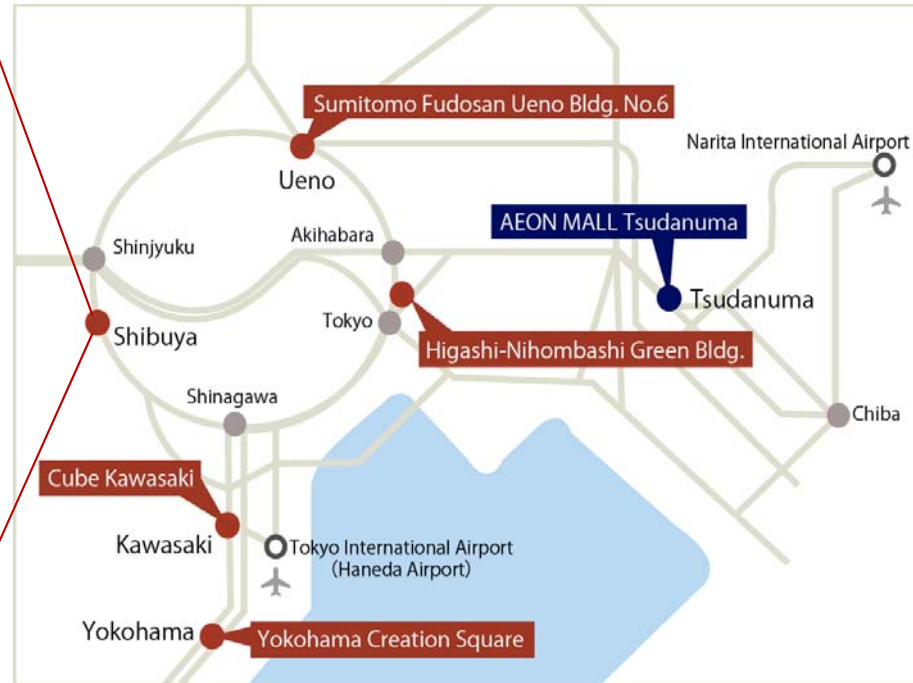 Sumitomo Fudosan Ueno Bldg. No.6
Narita International Airport
Ueno
AEON MALL Tsudanuma
Akihabara
Shinjyuku
Tsudanuma
Tokyo
Shibuya
Higashi-Nihombashi Green Bldg.
Shinagawa
Chiba
Cube Kawasaki
Kawasaki
Tokyo International Airport
(Haneda Airport)
Yokohama
Yokohama Creation Square